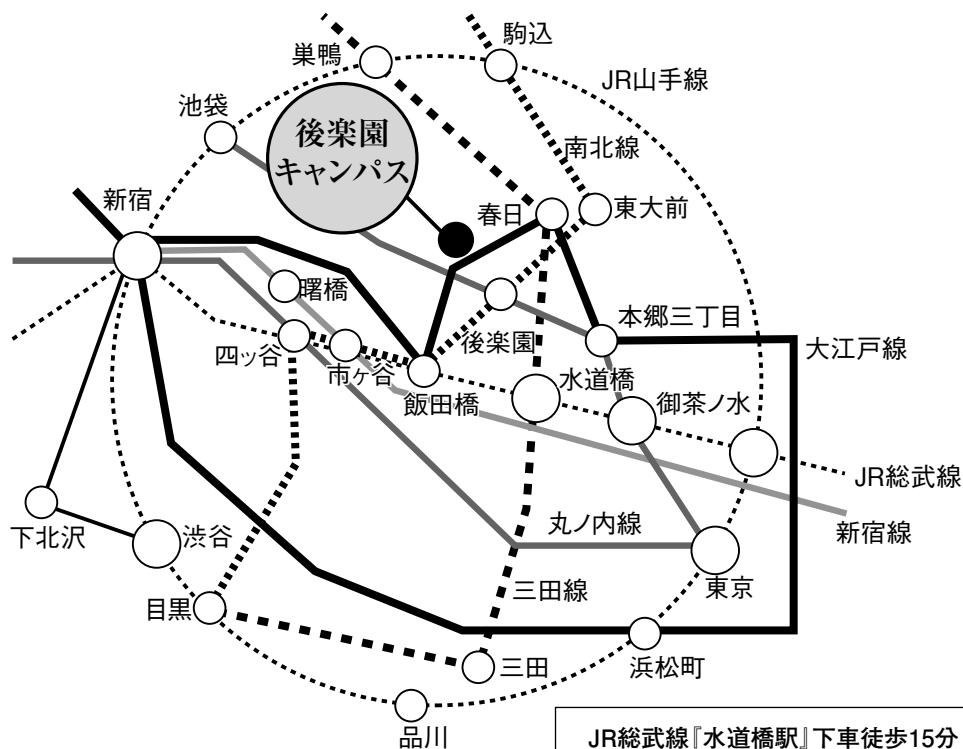 駒込
巣鴨
JR山手線
池袋
後楽園
キャンパス
南北線
新宿
春日
東大前
曙橋
本郷三丁目
四ッ谷
市ヶ谷
後楽園
大江戸線
飯田橋
水道橋
御茶ノ水
JR総武線
下北沢
渋谷
丸ノ内線
新宿線
三田線
東京
目黒
三田
浜松町
品川
JR総武線『水道橋駅』下車徒歩15分